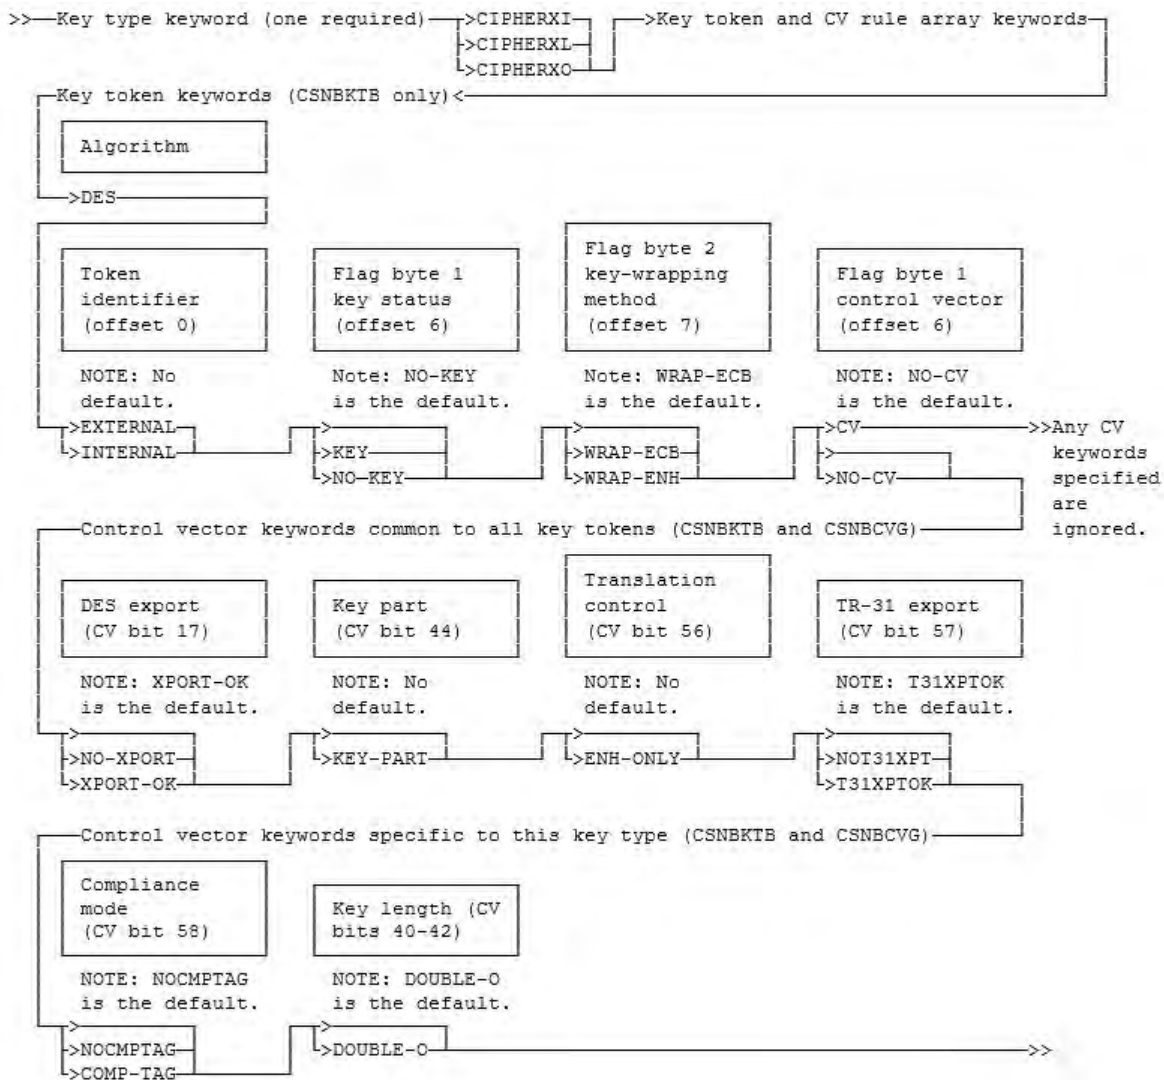 >>—Key type keyword (one required)—>CIPHERXI— —>Key token and CV rule array keywords—
>CIPHERXL
>CIPHERXO
—Key token keywords (CSNBKTB only)<—
Algorithm
>DES
Flag byte 2
Token Flag byte 1 key-wrapping Flag byte 1
identifier key status method control vector
(offset 0) (offset 6) (offset 7) (offset 6)
NOTE: No Note: NO-KEY Note: WRAP-ECB NOTE: NO-CV
default. is the default. is the default. is the default.
>EXTERNAL > > >CV >>Any CV
>INTERNAL >KEY >WRAP-ECB > keywords
>NO-KEY >WRAP-ENH >NO-CV specified
are
Control vector keywords common to all key tokens (CSNBKTB and CSNBCVG) ignored.
Translation
DES export Key part control TR-31 export
(CV bit 17) (CV bit 44) (CV bit 56) (CV bit 57)
NOTE: XPORT-OK NOTE: No NOTE: No NOTE: T31XPTOK
is the default. default. default. is the default.
> > > >
>NO-XPORT >KEY-PART >ENH-ONLY >NOT31XPT
>XPORT-OK >T31XPTOK
Control vector keywords specific to this key type (CSNBKTB and CSNBCVG)
Compliance
mode Key length (CV
(CV bit 58) bits 40-42)
NOTE: NOCMPTAG NOTE: DOUBLE-O
is the default. is the default.
> >
>NOCMPTAG >DOUBLE-O >>
>COMP-TAG